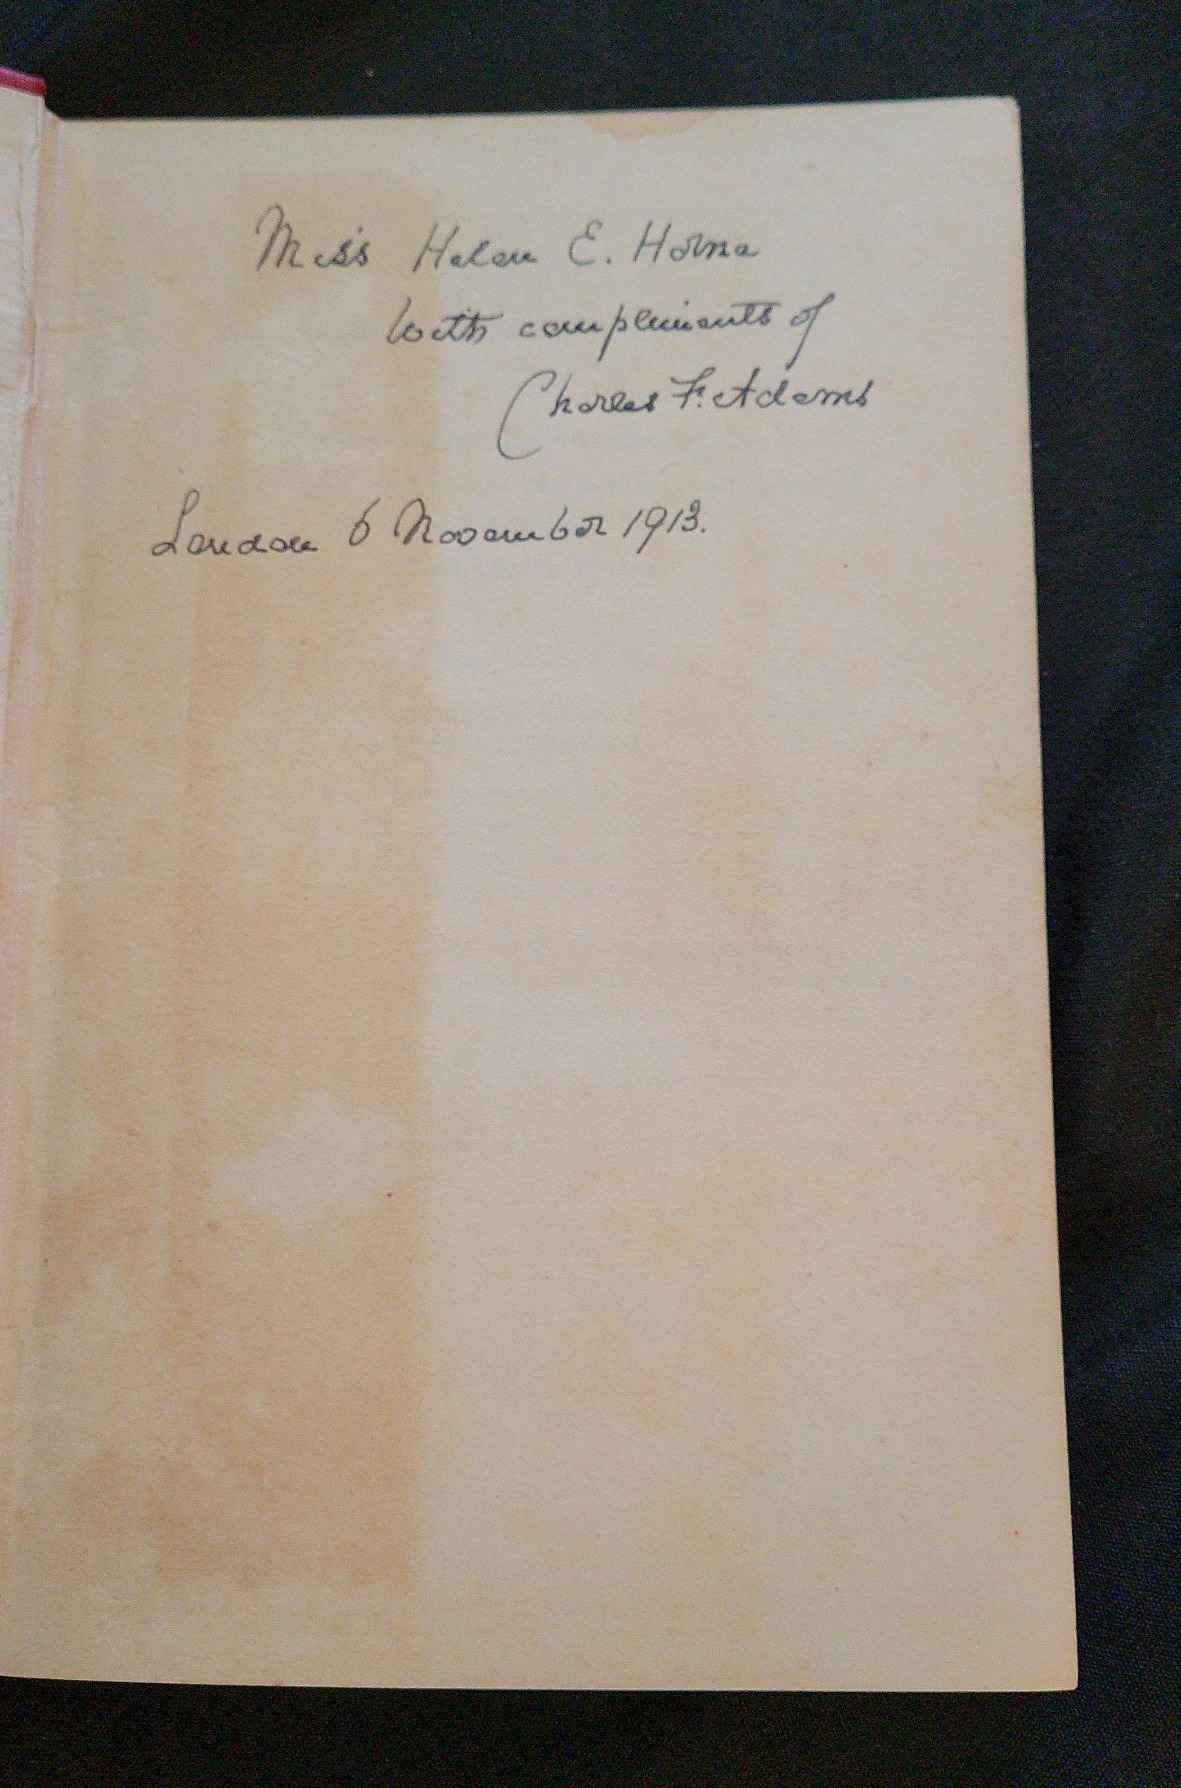 Miss Helen E. Horne
With compliments of
Charles F. Adams
London 6 November 1913.